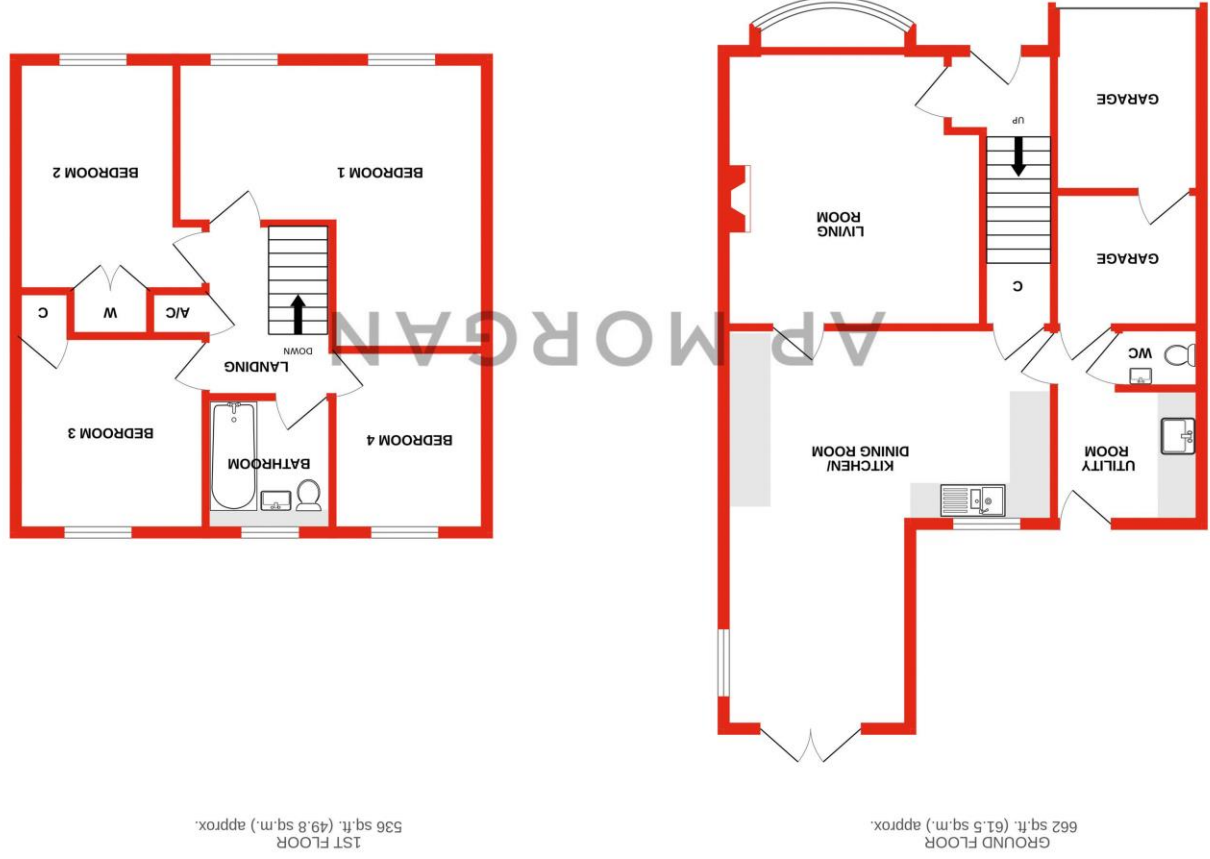 GROUND FLOOR
662 sq.ft. (61.5 sq.m.) approx.
UTILITY
ROOM
KITCHEN/
DINING ROOM
WC
C
GARAGE
LIVING
ROOM
UP
GARAGE
1ST FLOOR
536 sq.ft. (49.8 sq.m.) approx.
BEDROOM 4
BATHROOM
BEDROOM 3
LANDING
DOWN
A/C
W
C
BEDROOM 1
BEDROOM 2
AP MORGAN